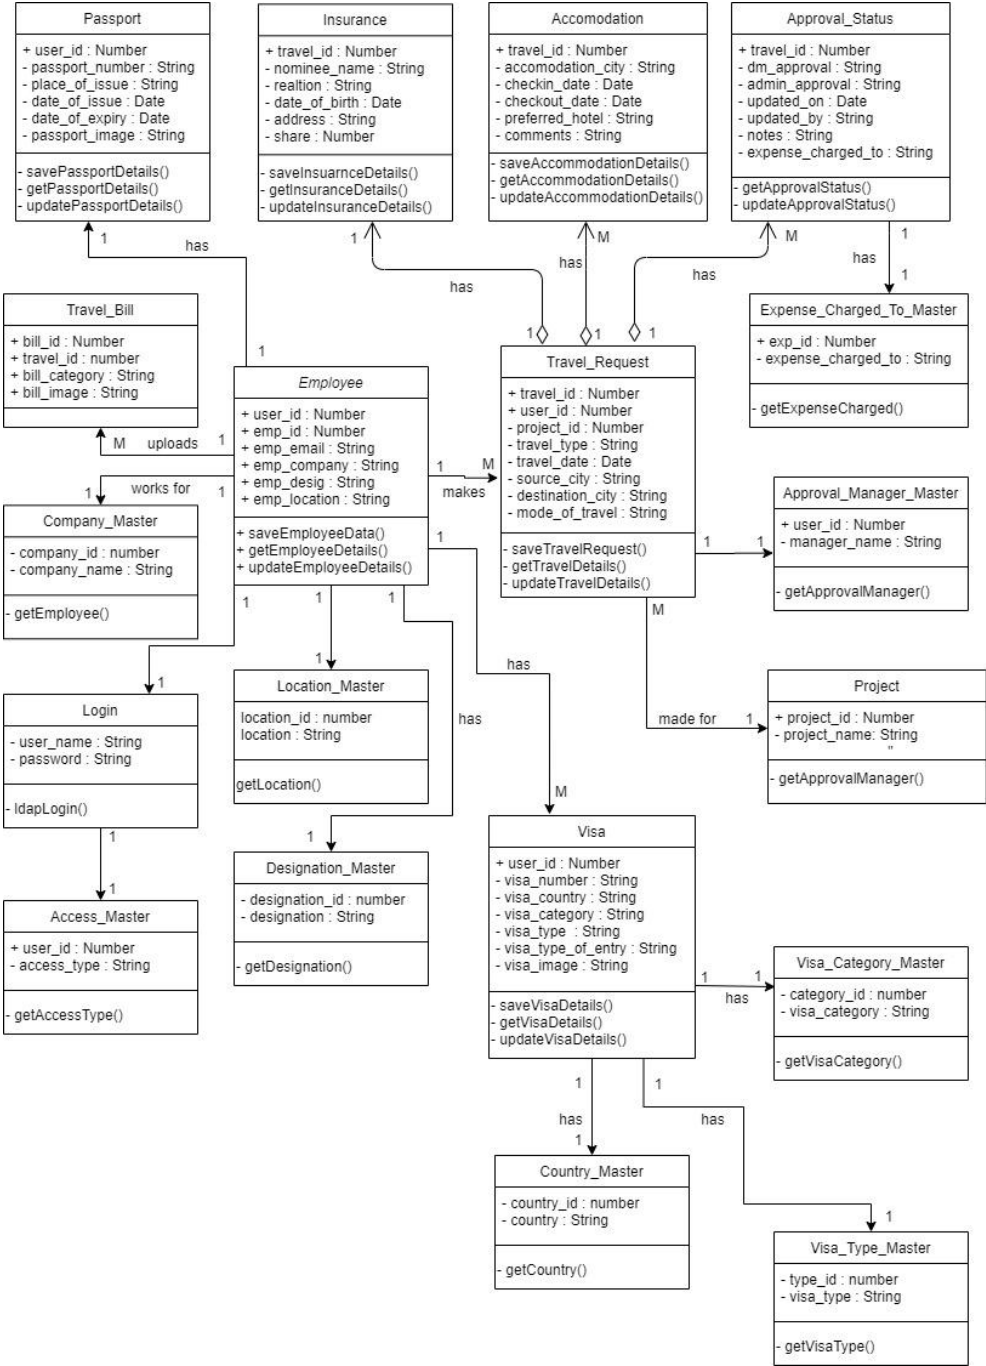 Passport
+ user_id : Number
- passport_number : String
- place_of_issue : String
- date_of_issue : Date
- date_of_expiry : Date
- passport_image : String
- savePassportDetails()
- getPassportDetails()
- updatePassportDetails()
Insurance
+ travel_id : Number
- nominee_name : String
- realtion : String
- date_of_birth : Date
- address : String
- share : Number
- saveInsuarnceDetails()
- getInsuranceDetails()
- updateInsuranceDetails()
Accomodation
+ travel_id : Number
- accomodation_city : String
- checkin_date : Date
- checkout_date : Date
- preferred_hotel : String
- comments : String
- saveAccommodationDetails()
- getAccommodationDetails()
- updateAccommodationDetails()
Approval_Status
+ travel_id : Number
- dm_approval : String
- admin_approval : String
- updated_on : Date
- updated_by : String
- notes : String
- expense_charged_to : String
- getApprovalStatus()
- updateApprovalStatus()
1
has
1
1
has
1
M
has
1
M
has
1
1
has
1
Travel_Bill
+ bill_id : Number
+ travel_id : number
+ bill_category : String
+ bill_image : String
M
uploads
1
Employee
+ user_id : Number
+ emp_id : Number
+ emp_email : String
+ emp_company : String
+ emp_desig : String
+ emp_location : String
+ saveEmployeeData()
+ getEmployeeDetails()
+ updateEmployeeDetails()
1
makes
M
Travel_Request
+ travel_id : Number
+ user_id : Number
- project_id : Number
- travel_type : String
- travel_date : Date
- source_city : String
- destination_city : String
- mode_of_travel : String
- saveTravelRequest()
- getTravelDetails()
- updateTravelDetails()
Expense_Charged_To_Master
+ exp_id : Number
- expense_charged_to : String
- getExpenseCharged()
1
works for
1
Company_Master
- company_id : number
- company_name : String
- getEmployee()
1
1
Approval_Manager_Master
+ user_id : Number
- manager_name : String
- getApprovalManager()
1
1
Login
- user_name : String
- password : String
- ldapLogin()
1
1
Location_Master
location_id : number
location : String
getLocation()
1
has
1
Designation_Master
- designation_id : number
- designation : String
- getDesignation()
1
has
M
M
made for
1
Project
+ project_id : Number
- project_name: String
"
- getApprovalManager()
1
1
Access_Master
+ user_id : Number
- access_type : String
- getAccessType()
Visa
+ user_id : Number
- visa_number : String
- visa_country : String
- visa_category : String
- visa_type  : String
- visa_type_of_entry : String
- visa_image : String
- saveVisaDetails()
- getVisaDetails()
- updateVisaDetails()
1
has
1
Visa_Category_Master
- category_id : number
- visa_category : String
- getVisaCategory()
1
has
1
Country_Master
- country_id : number
- country : String
- getCountry()
1
has
1
Visa_Type_Master
- type_id : number
- visa_type : String
- getVisaType()